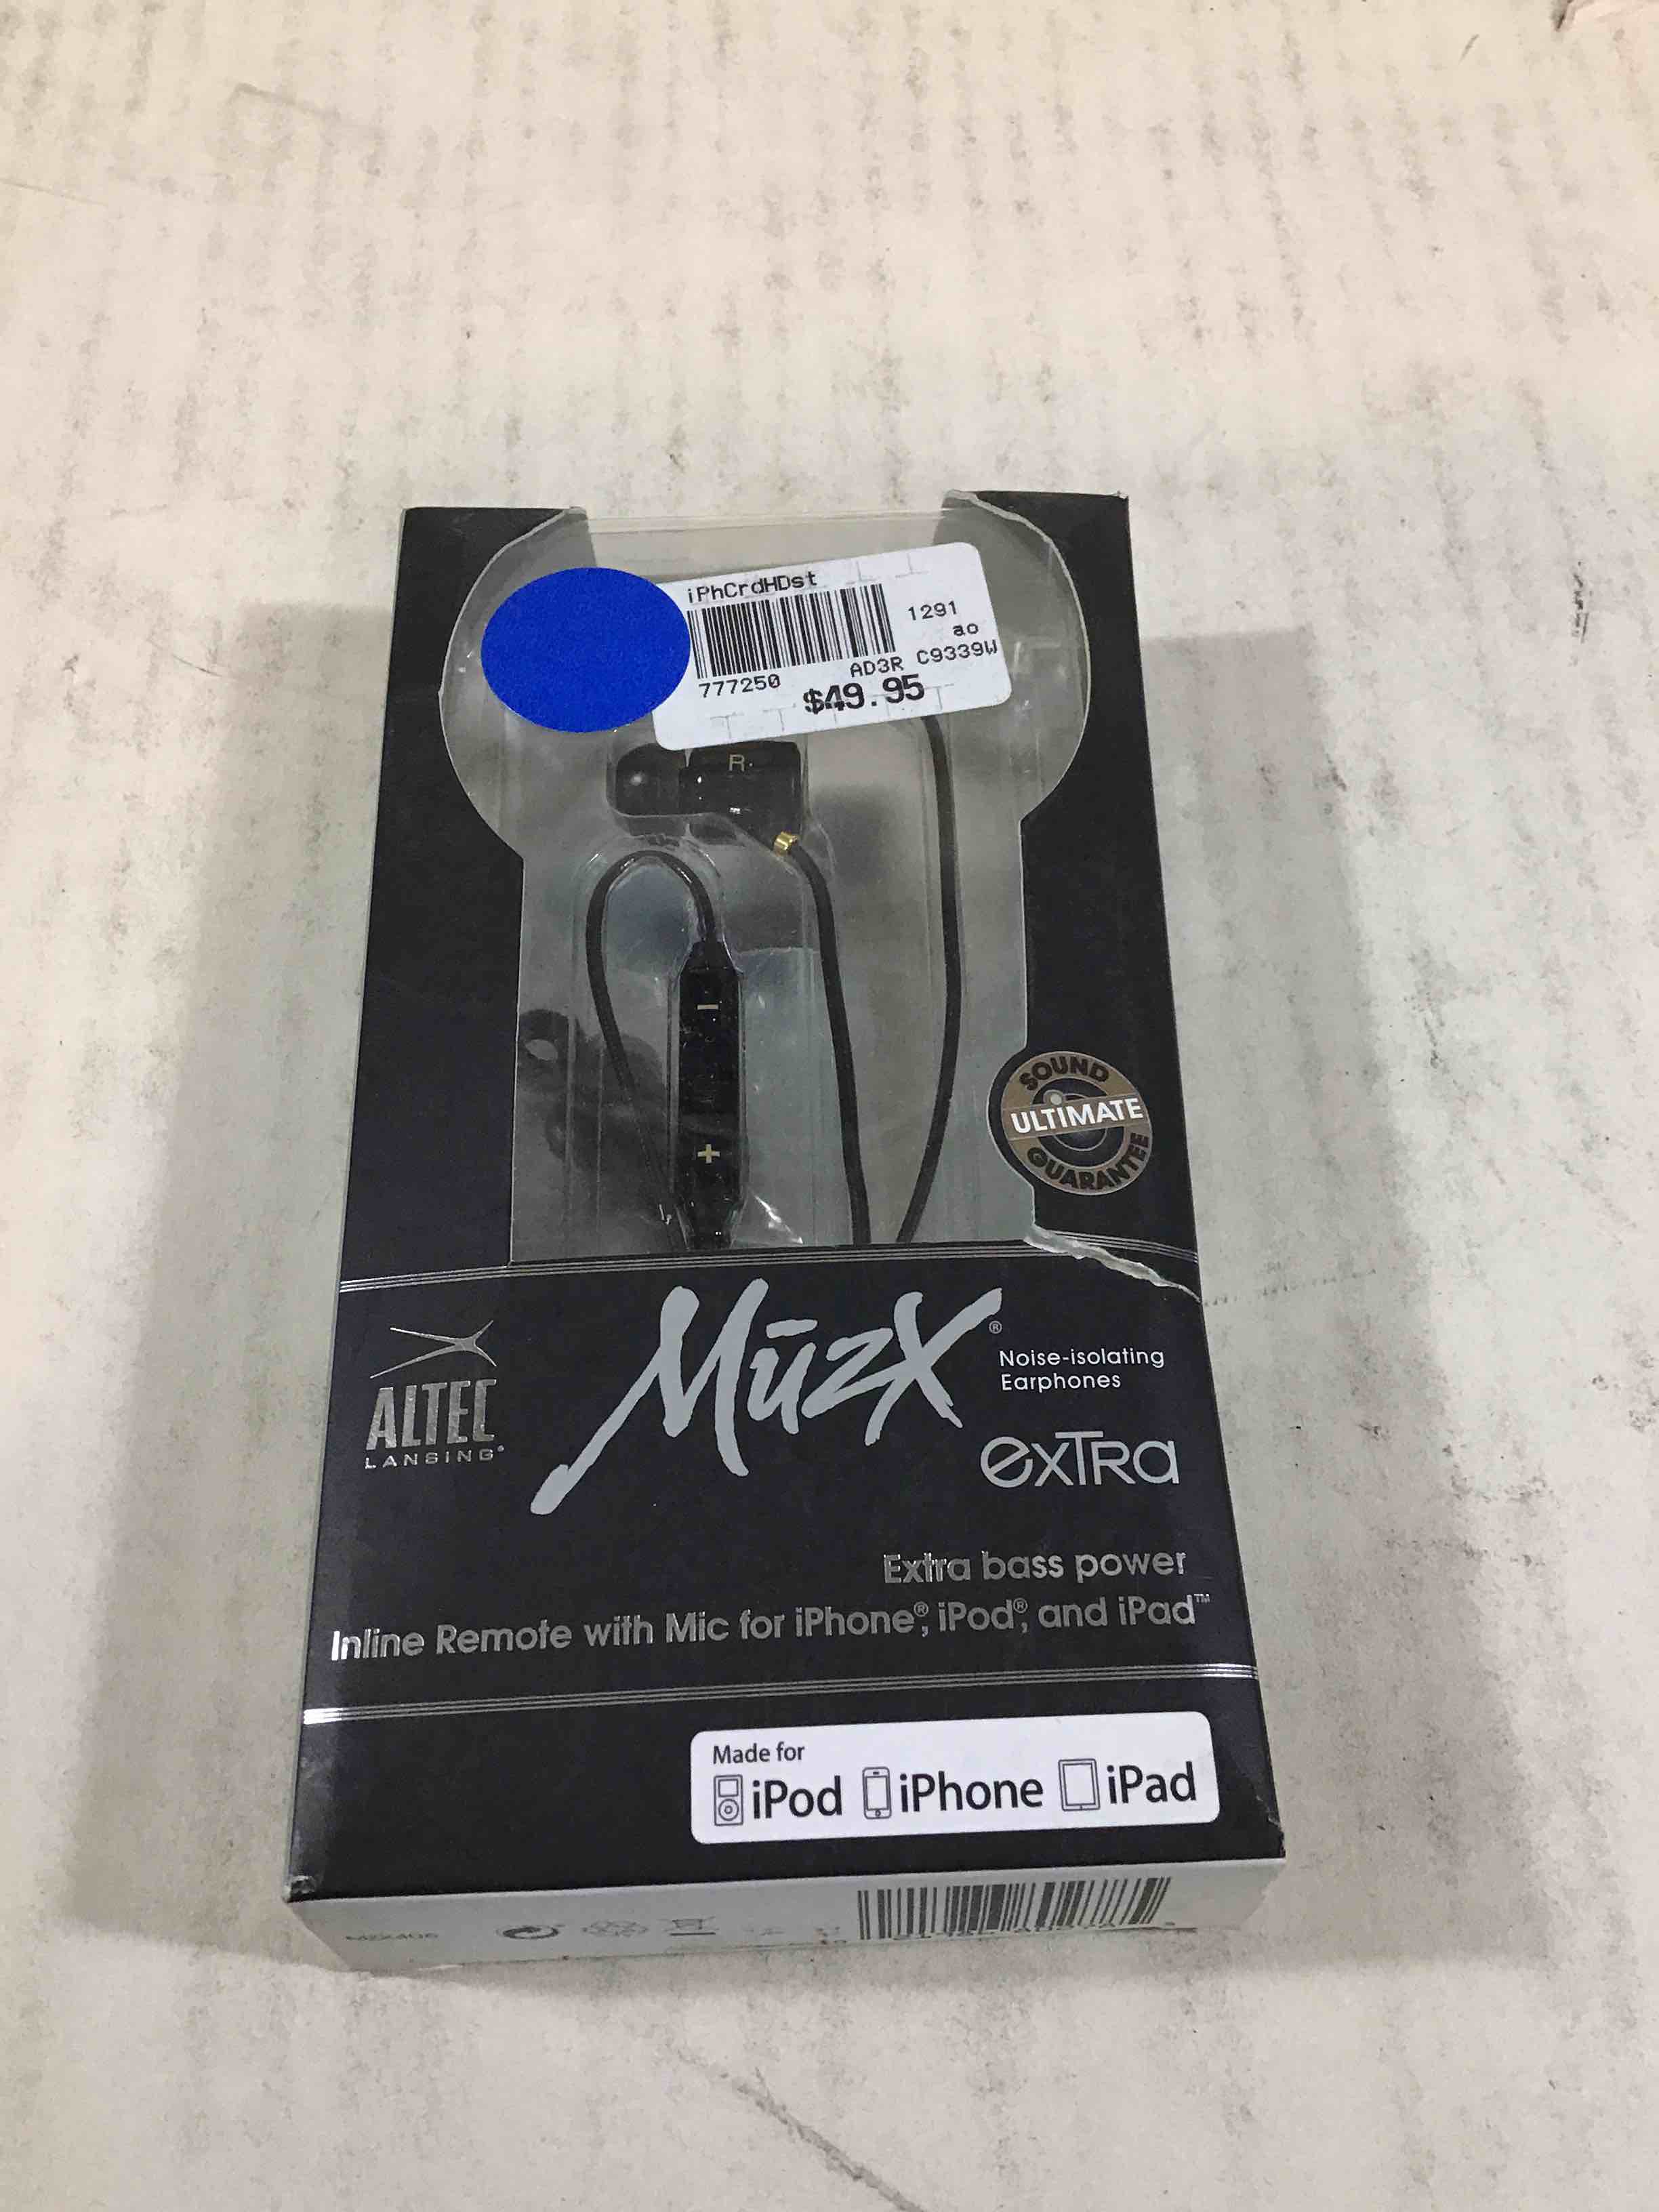 iPhCrdHDst
1291
ao
AD3R C9339W
777250
$49.95
R
−
+
SOUND
ULTIMATE
GUARANTEE
Mūzx®
Noise-isolating
Earphones
ALTEC
LANSING®
exTRa
Extra bass power
Inline Remote with Mic for iPhone®, iPod®, and iPad™
Made for
iPod iPhone iPad